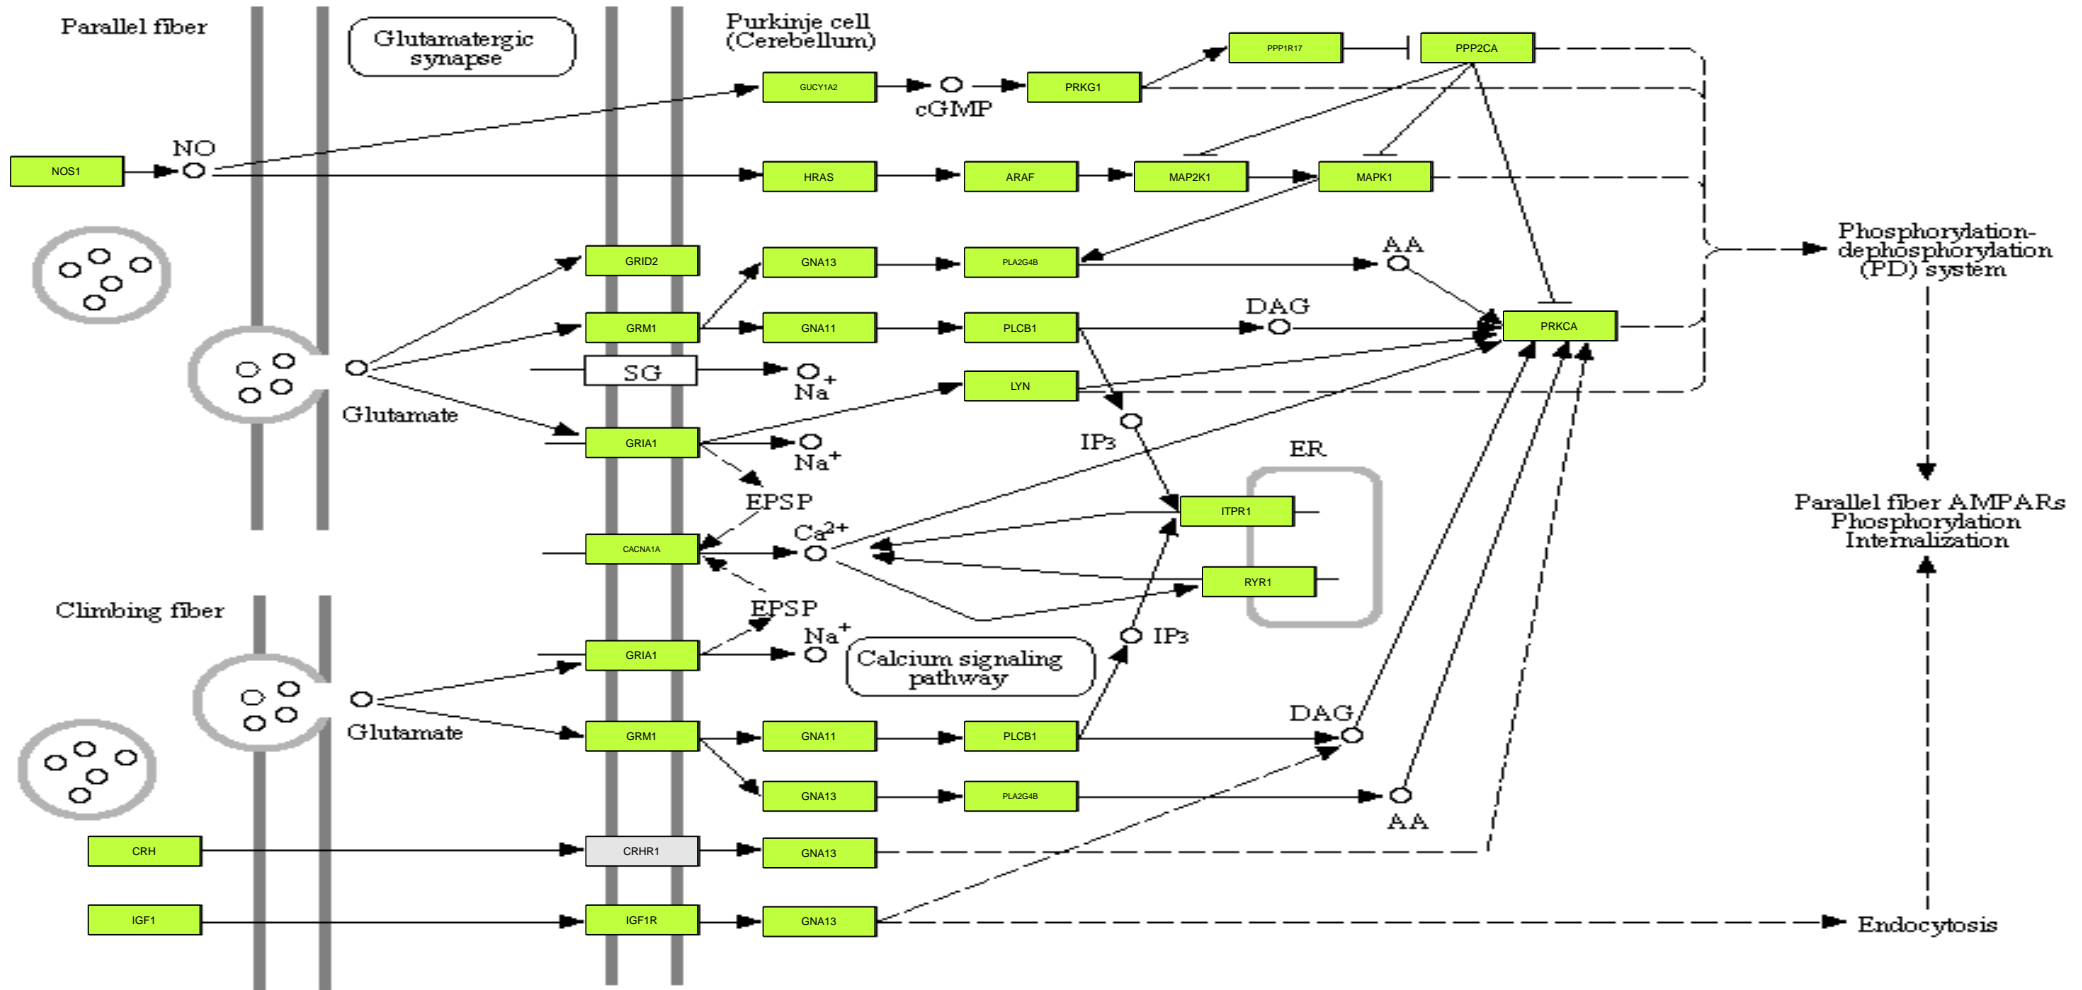 Parallel fiber
Glutamatergic
synapse
Purkinje cell
(Cerebellum)
PPP1R17
PPP2CA
GUCY1A2
cGMP
PRKG1
NOS1
NO
HRAS
ARAF
MAP2K1
MAPK1
GRID2
GNA13
PLA2G4B
AA
Phosphorylation-
dephosphorylation
(PD) system
GRM1
GNA11
PLCB1
DAG
PRKCA
SG
Na+
LYN
Glutamate
GRIA1
Na+
IP3
ER
EPSP
ITPR1
Parallel fiber AMPARs
Phosphorylation
Internalization
CACNA1A
Ca2+
RYR1
Climbing fiber
EPSP
GRIA1
Na+
IP3
Calcium signaling
pathway
Glutamate
GRM1
GNA11
PLCB1
DAG
GNA13
PLA2G4B
AA
CRH
CRHR1
GNA13
IGF1
IGF1R
GNA13
Endocytosis